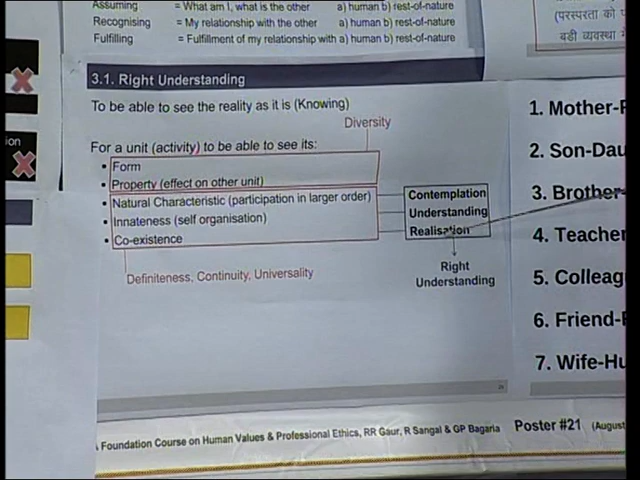 Assuming = What am I, what is the other a) human b) rest-of-nature
Recognising = My relationship with the other a) human b) rest-of-nature
Fulfilling = Fulfillment of my relationship with a) human b) rest-of-nature
(परस्परता को
बडी व्यवस्था
3.1. Right Understanding
To be able to see the reality as it is (Knowing)
Diversity
For a unit (activity) to be able to see its:
• Form
• Property (effect on other unit)
• Natural Characteristic (participation in larger order)
• Innateness (self organisation)
• Co-existence
Contemplation
Understanding
Realisation
Definiteness, Continuity, Universality
Right
Understanding
1. Mother-
2. Son-Dau
3. Brother-
4. Teacher
5. Colleag
6. Friend-
7. Wife-Hu
Foundation Course on Human Values & Professional Ethics, RR Gaur, R Sangal & GP Bagaria Poster #21 (August